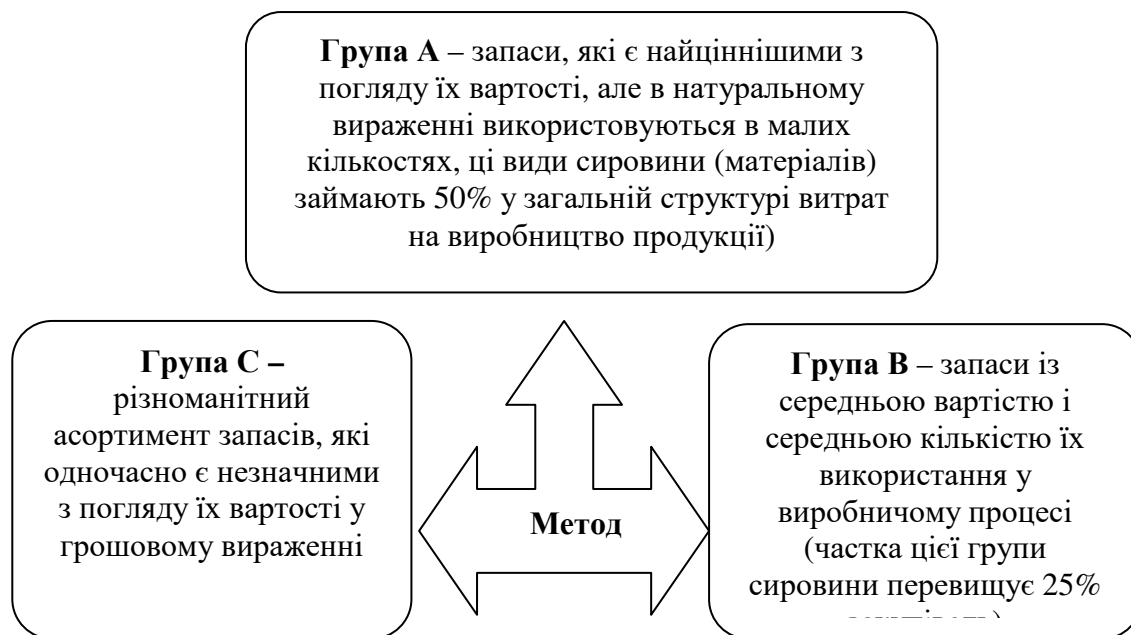 Група А – запаси, які є найціннішими з
погляду їх вартості, але в натуральному
вираженні використовуються в малих
кількостях, ці види сировини (матеріалів)
займають 50% у загальній структурі витрат
на виробництво продукції)
Група С –
різноманітний
асортимент запасів, які
одночасно є незначними
з погляду їх вартості у
грошовому вираженні
Метод
Група В – запаси із
середньою вартістю і
середньою кількістю їх
використання у
виробничому процесі
(частка цієї групи
сировини перевищує 25%